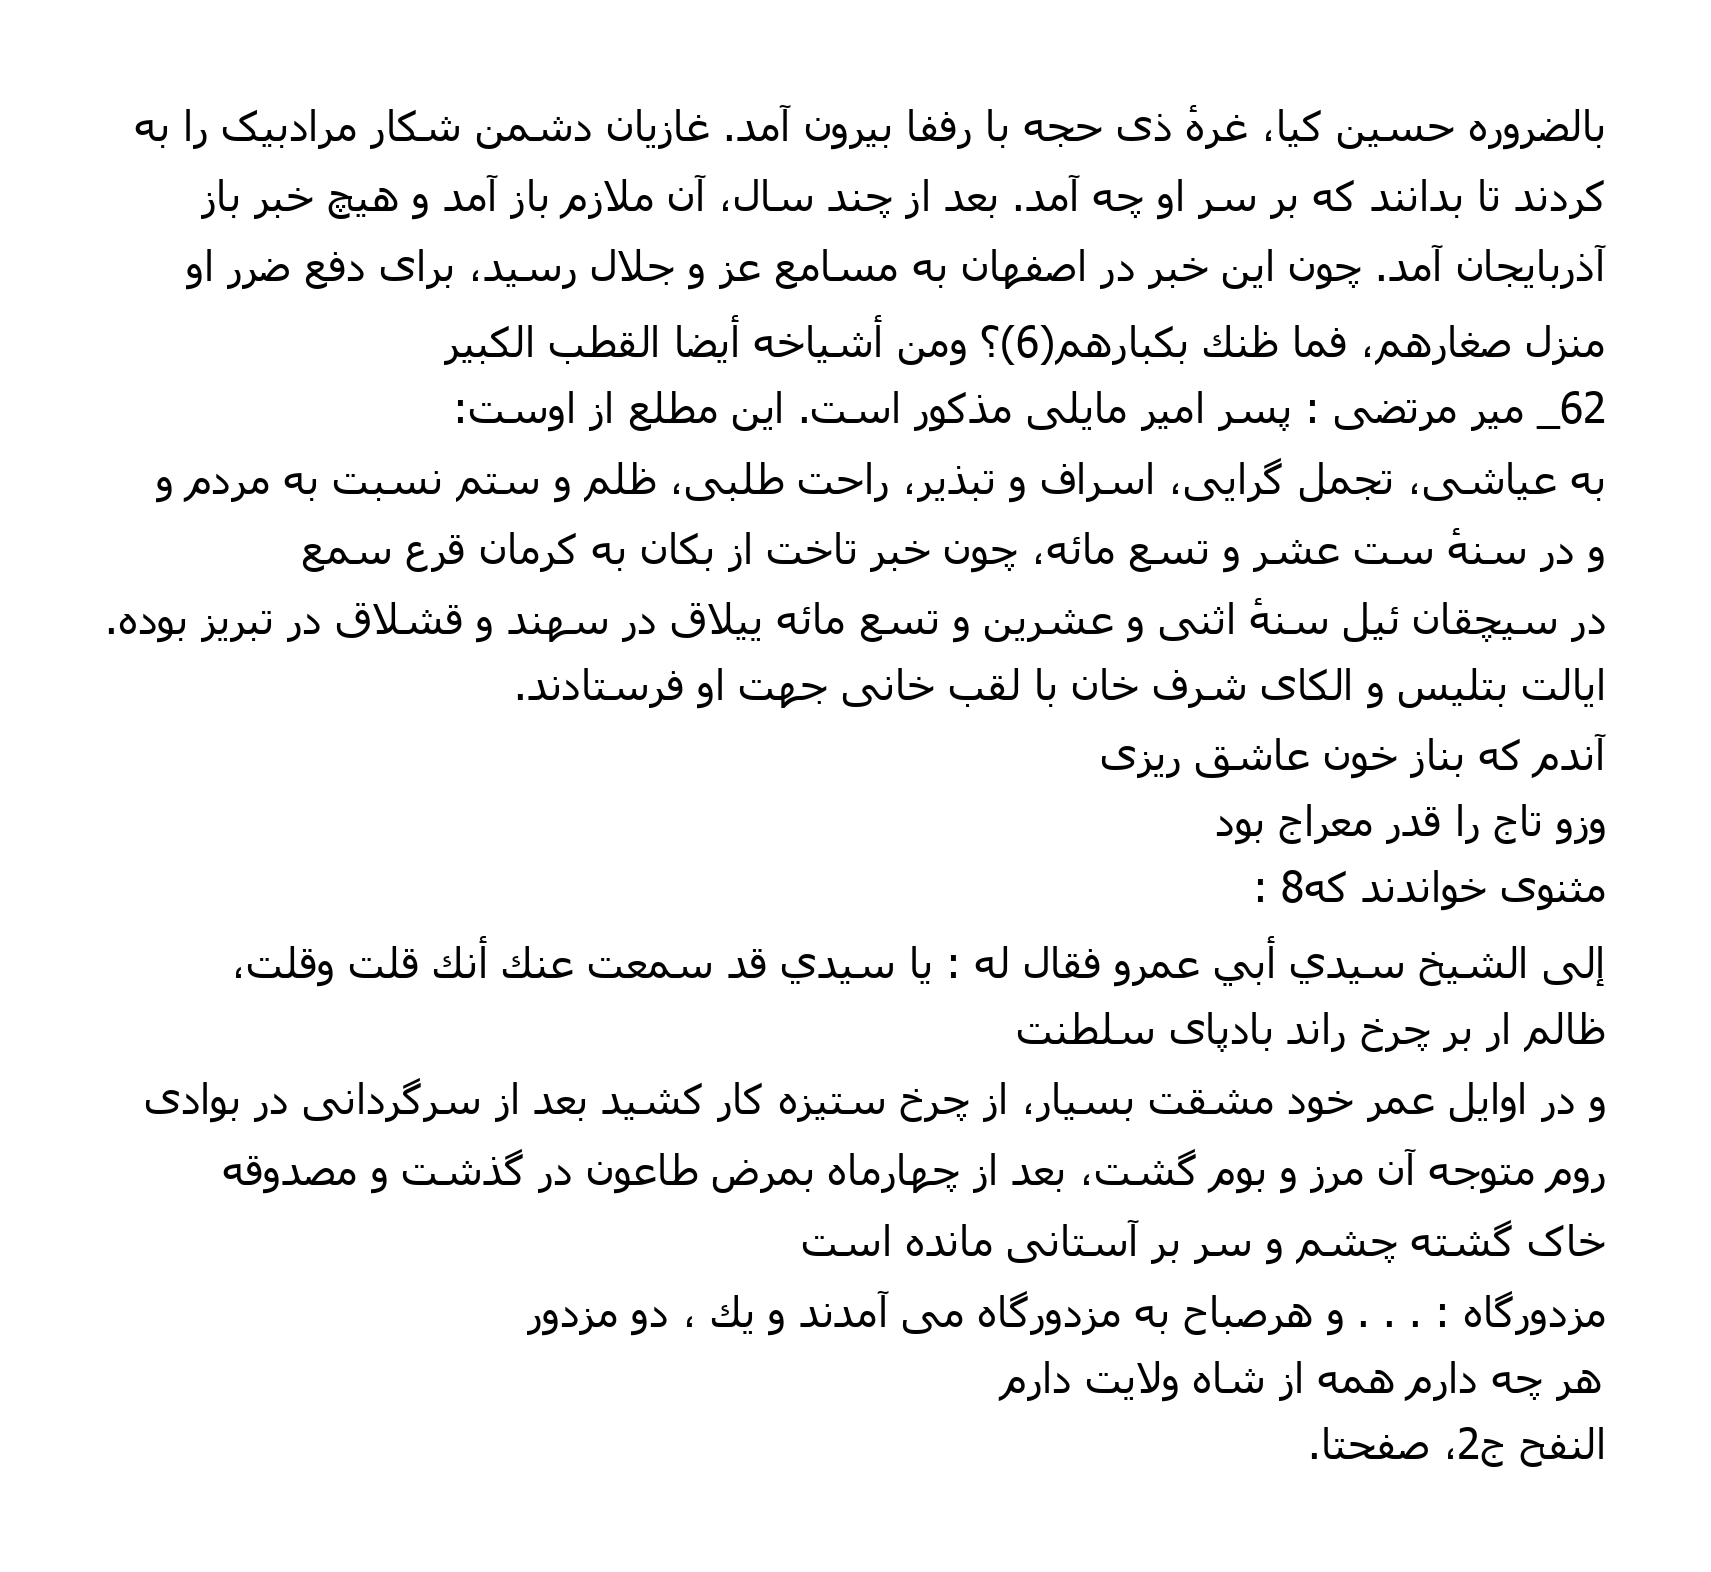 بالضروره حسین کیا، غرۀ ذی حجه با رفقا بیرون آمد. غازیان دشمن شکار مرادبیک را به
کردند تا بدانند که بر سر او چه آمد. بعد از چند سال، آن ملازم باز آمد و هیچ خبر باز
آذربایجان آمد. چون این خبر در اصفهان به مسامع عز و جلال رسید، برای دفع ضرر او
منزل صغارهم، فما ظنك بكبارهم(6)؟ ومن أشياخه أيضا القطب الكبير
62_ میر مرتضی : پسر امیر مایلی مذکور است. این مطلع از اوست:
به عیاشی، تجمل گرایی، اسراف و تبذیر، راحت طلبی، ظلم و ستم نسبت به مردم و
و در سنۀ ست عشر و تسع مائه، چون خبر تاخت از بکان به کرمان قرع سمع
در سیچقان ئیل سنۀ اثنی و عشرین و تسع مائه ییلاق در سهند و قشلاق در تبریز بوده.
ایالت بتلیس و الکای شرف خان با لقب خانی جهت او فرستادند.
آندم که بناز خون عاشق ریزی
وزو تاج را قدر معراج بود
مثنوی خواندند که8 :
إلى الشيخ سيدي أبي عمرو فقال له : يا سيدي قد سمعت عنك أنك قلت وقلت،
ظالم ار بر چرخ راند بادپای سلطنت
و در اوایل عمر خود مشقت بسیار، از چرخ ستیزه کار کشید بعد از سرگردانی در بوادی
روم متوجه آن مرز و بوم گشت، بعد از چهارماه بمرض طاعون در گذشت و مصدوقه
خاک گشته چشم و سر بر آستانی مانده است
مزدورگاه : . . . و هرصباح به مزدورگاه می آمدند و يك ، دو مزدور
هر چه دارم همه از شاه ولایت دارم
النفح ج2، صفحتا.